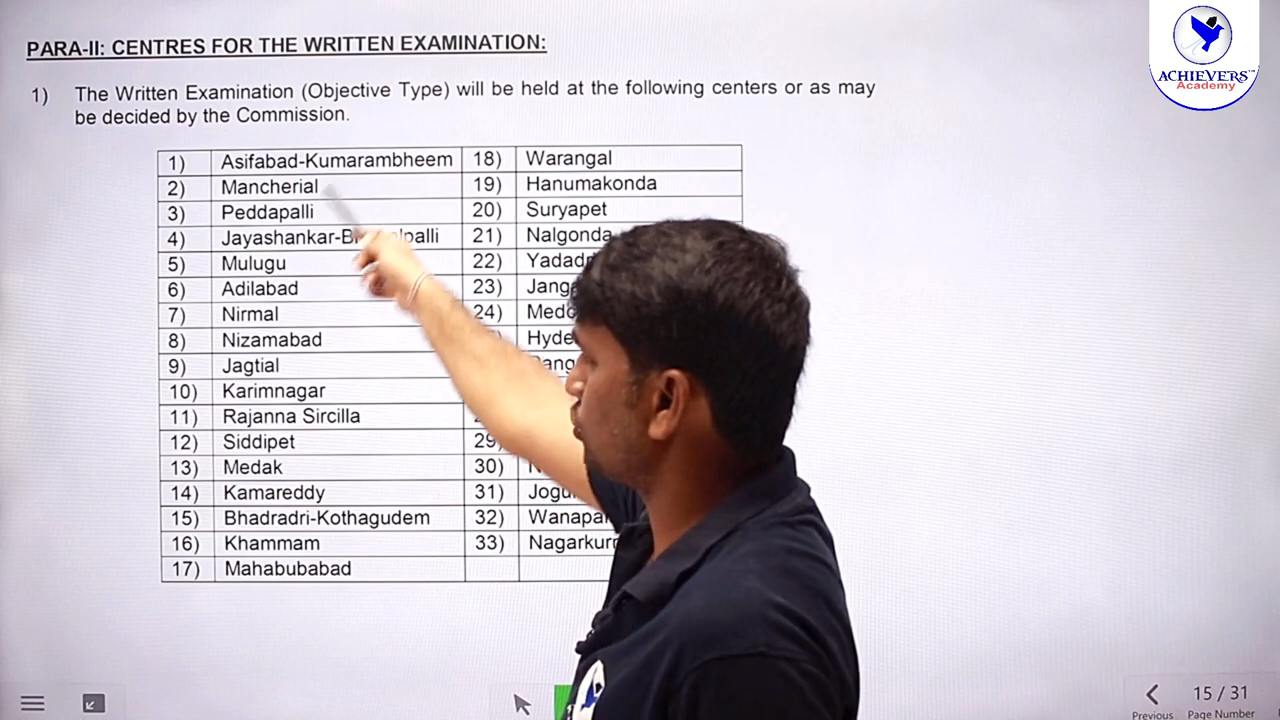 PARA-II: CENTRES FOR THE WRITTEN EXAMINATION:
1) The Written Examination (Objective Type) will be held at the following centers or as may
be decided by the Commission.
1) Asifabad-Kumarambheem 18) Warangal
2) Mancherial 19) Hanumakonda
3) Peddapalli 20) Suryapet
4) 21) Nalgonda
5) Mulugu 22)
6) Adilabad 23)
7) Nirmal 24)
8) Nizamabad
9) Jagtial
10) Karimnagar
11) Rajanna Sircilla
12) Siddipet 29)
13) Medak 30)
14) Kamareddy 31)
15) Bhadradri-Kothagudem 32)
16) Khammam 33)
17) Mahabubabad
ACHIEVERS™
Academy
Previous
15 / 31
Page Number